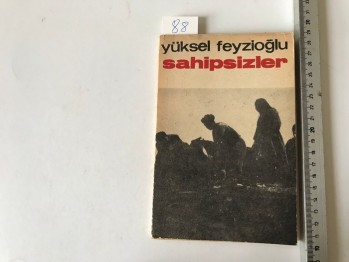 88
yüksel feyzioğlu
sahipsizler